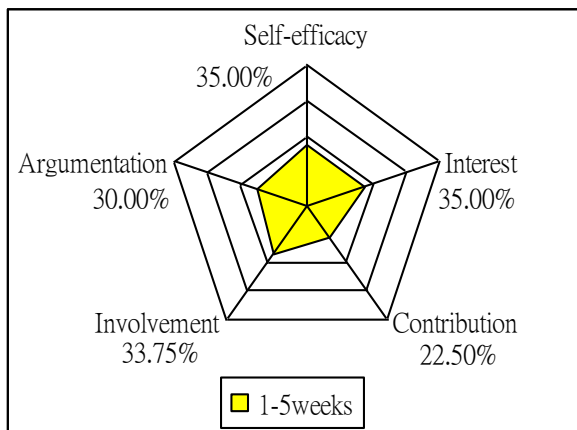 Self-efficacy
35.00%
Argumentation
30.00%
Interest
35.00%
Involvement
33.75%
Contribution
22.50%
1-5weeks